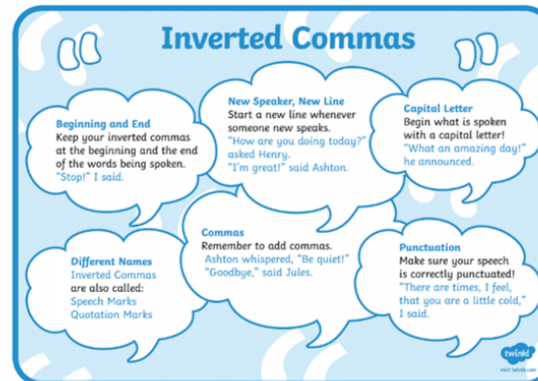 Inverted Commas
Beginning and End
Keep your inverted commas
at the beginning and the end
of the words being spoken.
"Stop!" I said.
New Speaker, New Line
Start a new line whenever
someone new speaks.
"How are you doing today?"
asked Henry.
"I'm great!" said Ashton.
Capital Letter
Begin what is spoken
with a capital letter!
"What an amazing day!"
he announced.
Different Names
Inverted Commas
are also called:
Speech Marks
Quotation Marks
Commas
Remember to add commas.
Ashton whispered, "Be quiet!"
"Goodbye," said Jules.
Punctuation
Make sure your speech
is correctly punctuated!
"There are times, I feel,
that you are a little cold,"
I said.
twinkl
visit twinkl.com